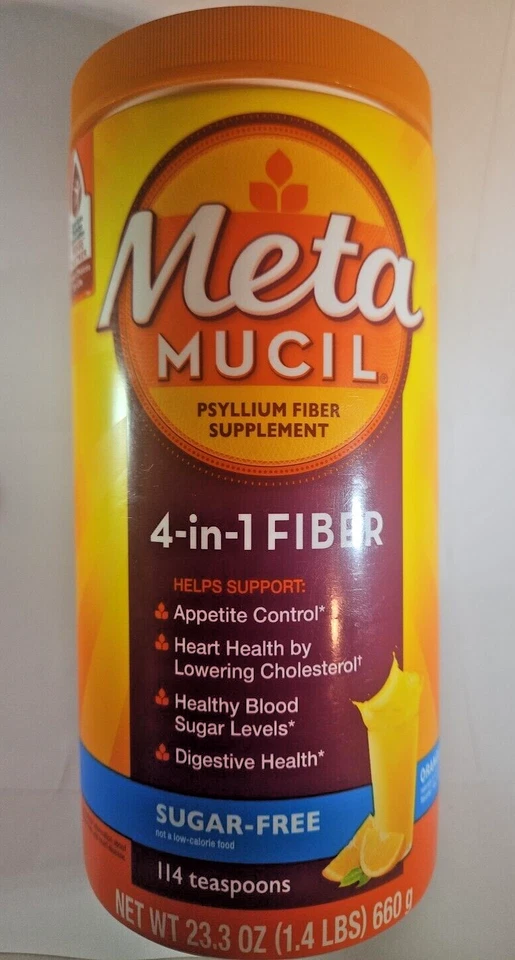 Meta
MUCIL®
PSYLLIUM FIBER
SUPPLEMENT
4-in-1 FIBER
HELPS SUPPORT:
Appetite Control*
Heart Health by
Lowering Cholesterol†
Healthy Blood
Sugar Levels*
Digestive Health*
SUGAR-FREE
not a low-calorie food
114 teaspoons
NET WT 23.3 OZ (1.4 LBS) 660 g